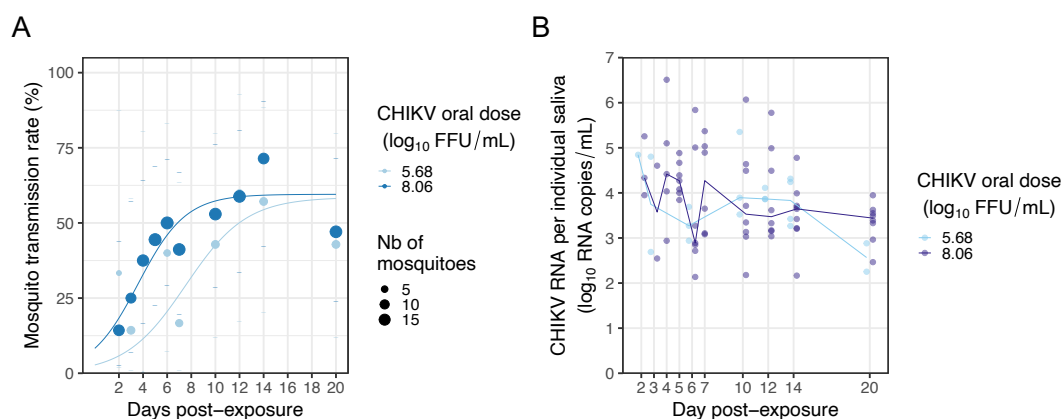 A
Mosquito transmission rate (%)
100
75
50
25
0
2 4 6 8 10 12 14 16 18 20
Days post−exposure
CHIKV oral dose
(log10 FFU/mL)
5.68
8.06
Nb of
mosquitoes
5
10
15
B
CHIKV RNA per individual saliva
(log10 RNA copies/mL)
7
6
5
4
3
2
1
0
2 3 4 5 6 7 10 12 14 20
Days post−exposure
CHIKV oral dose
(log10 FFU/mL)
5.68
8.06